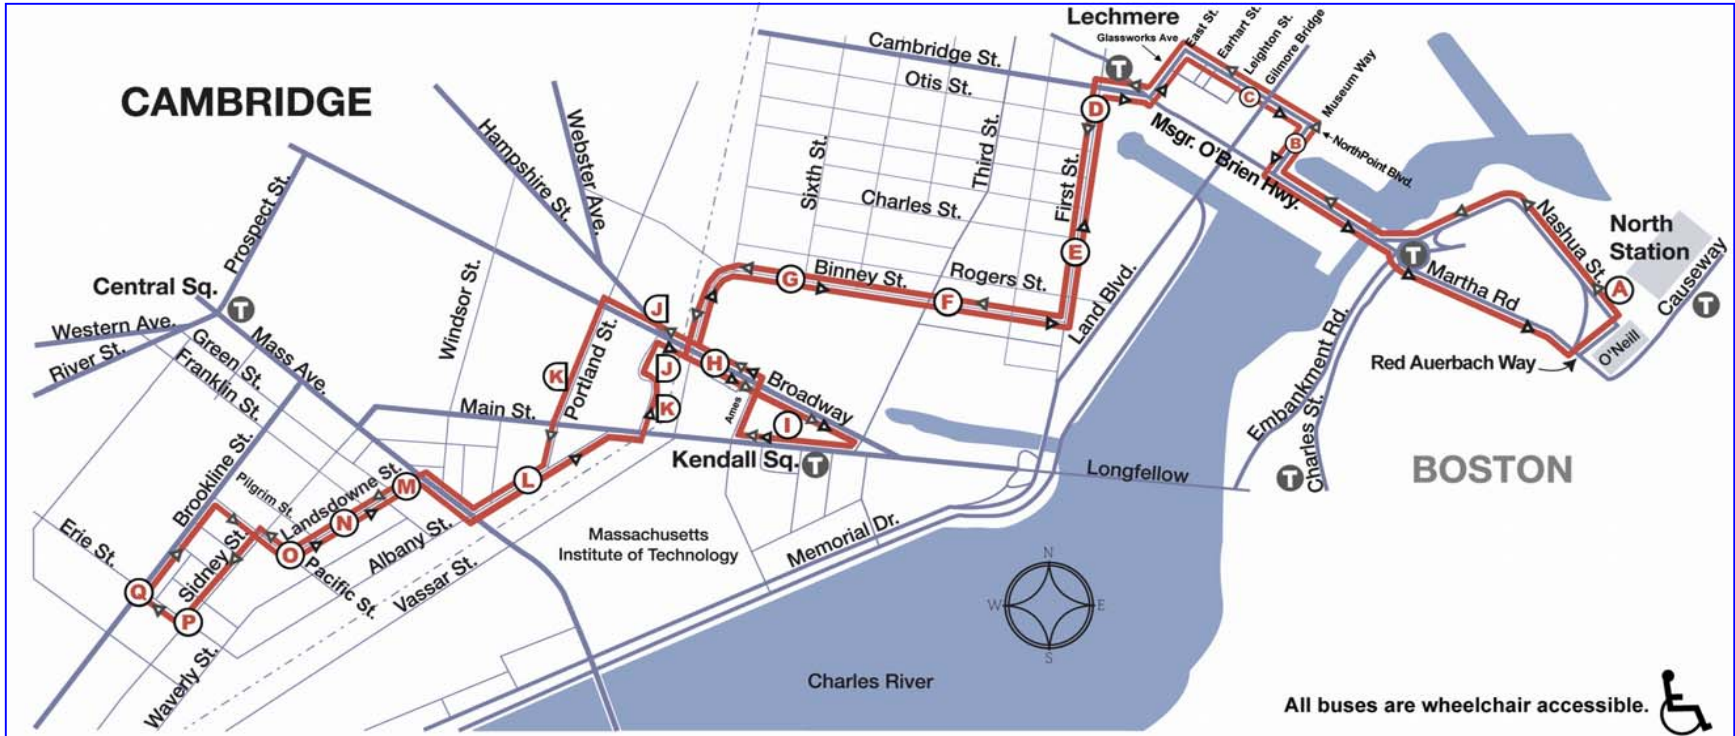 CAMBRIDGE
Lechmere
Glassworks Ave
East St.
Earhart St.
Leighton St.
Gilmore Bridge
Museum Way
NorthPoint Blvd.
Cambridge St.
Otis St.
T
D
C
B
Msgr. O'Brien Hwy.
Hampshire St.
Webster Ave.
Sixth St.
Third St.
First St.
Charles St.
E
Prospect St.
Nashua St.
North
Station
A
Causeway
T
T
Martha Rd
O'Neill
Red Auerbach Way
Central Sq.
T
Western Ave.
River St.
Green St.
Franklin St.
Mass Ave.
Windsor St.
G
Binney St.
F
Rogers St.
Land Blvd.
J
H
J
K
K
Portland St.
Ames
Broadway
I
Main St.
Kendall Sq.
T
Longfellow
Embankment Rd.
Charles St.
T
BOSTON
Brookline St.
Pilgrim St.
Landsdowne St.
M
L
N
O
Erie St.
Sidney St.
Pacific St.
Albany St.
Vassar St.
Q
P
Waverly St.
Massachusetts
Institute of Technology
Memorial Dr.
N
W
E
S
Charles River
All buses are wheelchair accessible.